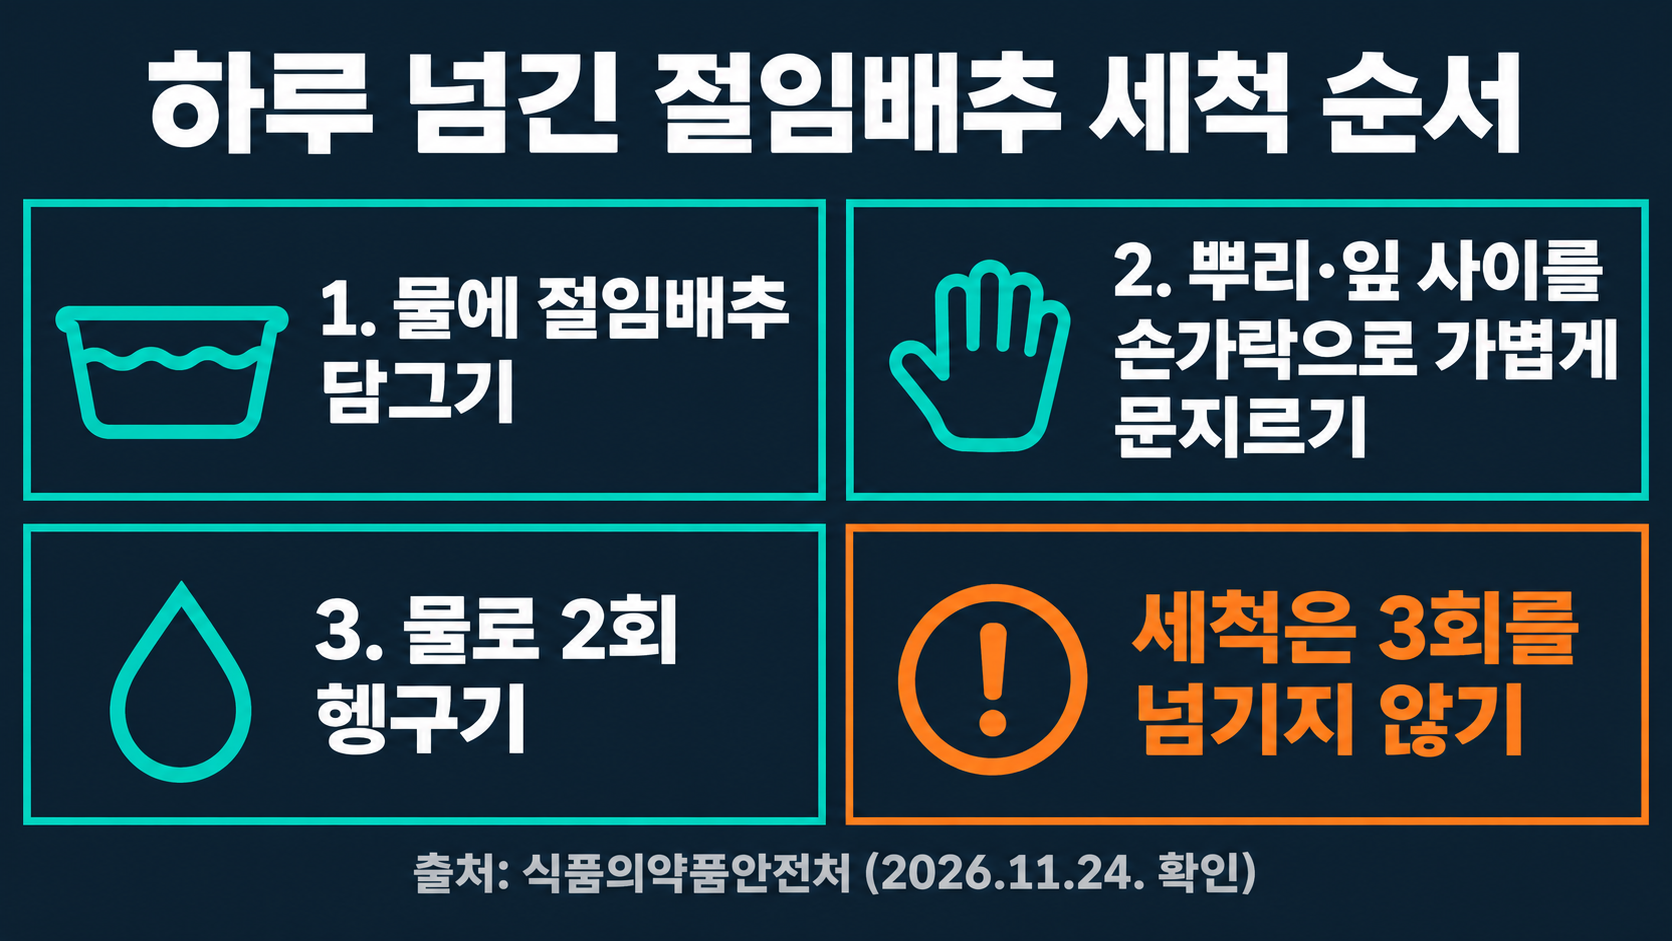 하루 넘긴 절임배추 세척 순서
1. 물에 절임배추
담그기
2. 뿌리·잎 사이를
손가락으로 가볍게
문지르기
3. 물로 2회
헹구기
세척은 3회를
넘기지 않기
출처: 식품의약품안전처 (2026.11.24. 확인)